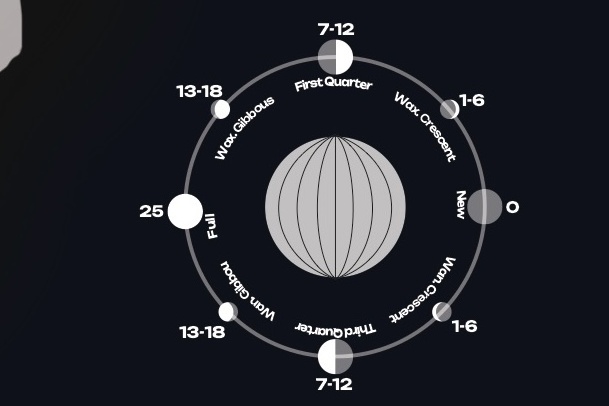 7-12
First Quarter
13-18
Wax. Gibbous
Wax. Crescent
1-6
25
Full
New
0
Wan. Gibbou
13-18
Third Quarter
7-12
Wan. Crescent
1-6